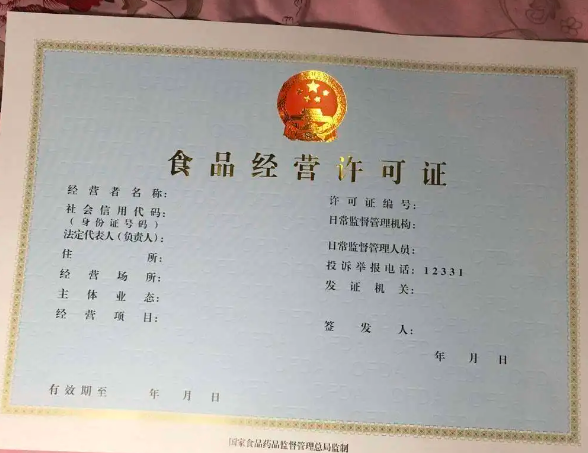 食品经营许可证
经营者名称：
社会信用代码：
（身份证号码）
法定代表人（负责人）：
住所：
经营场所：
主体业态：
经营项目：
许可证编号：
日常监督管理机构：
日常监督管理人员：
投诉举报电话：12331
发证机关：
签发人：
年 月 日
有效期至 年 月 日
国家食品药品监督管理总局监制